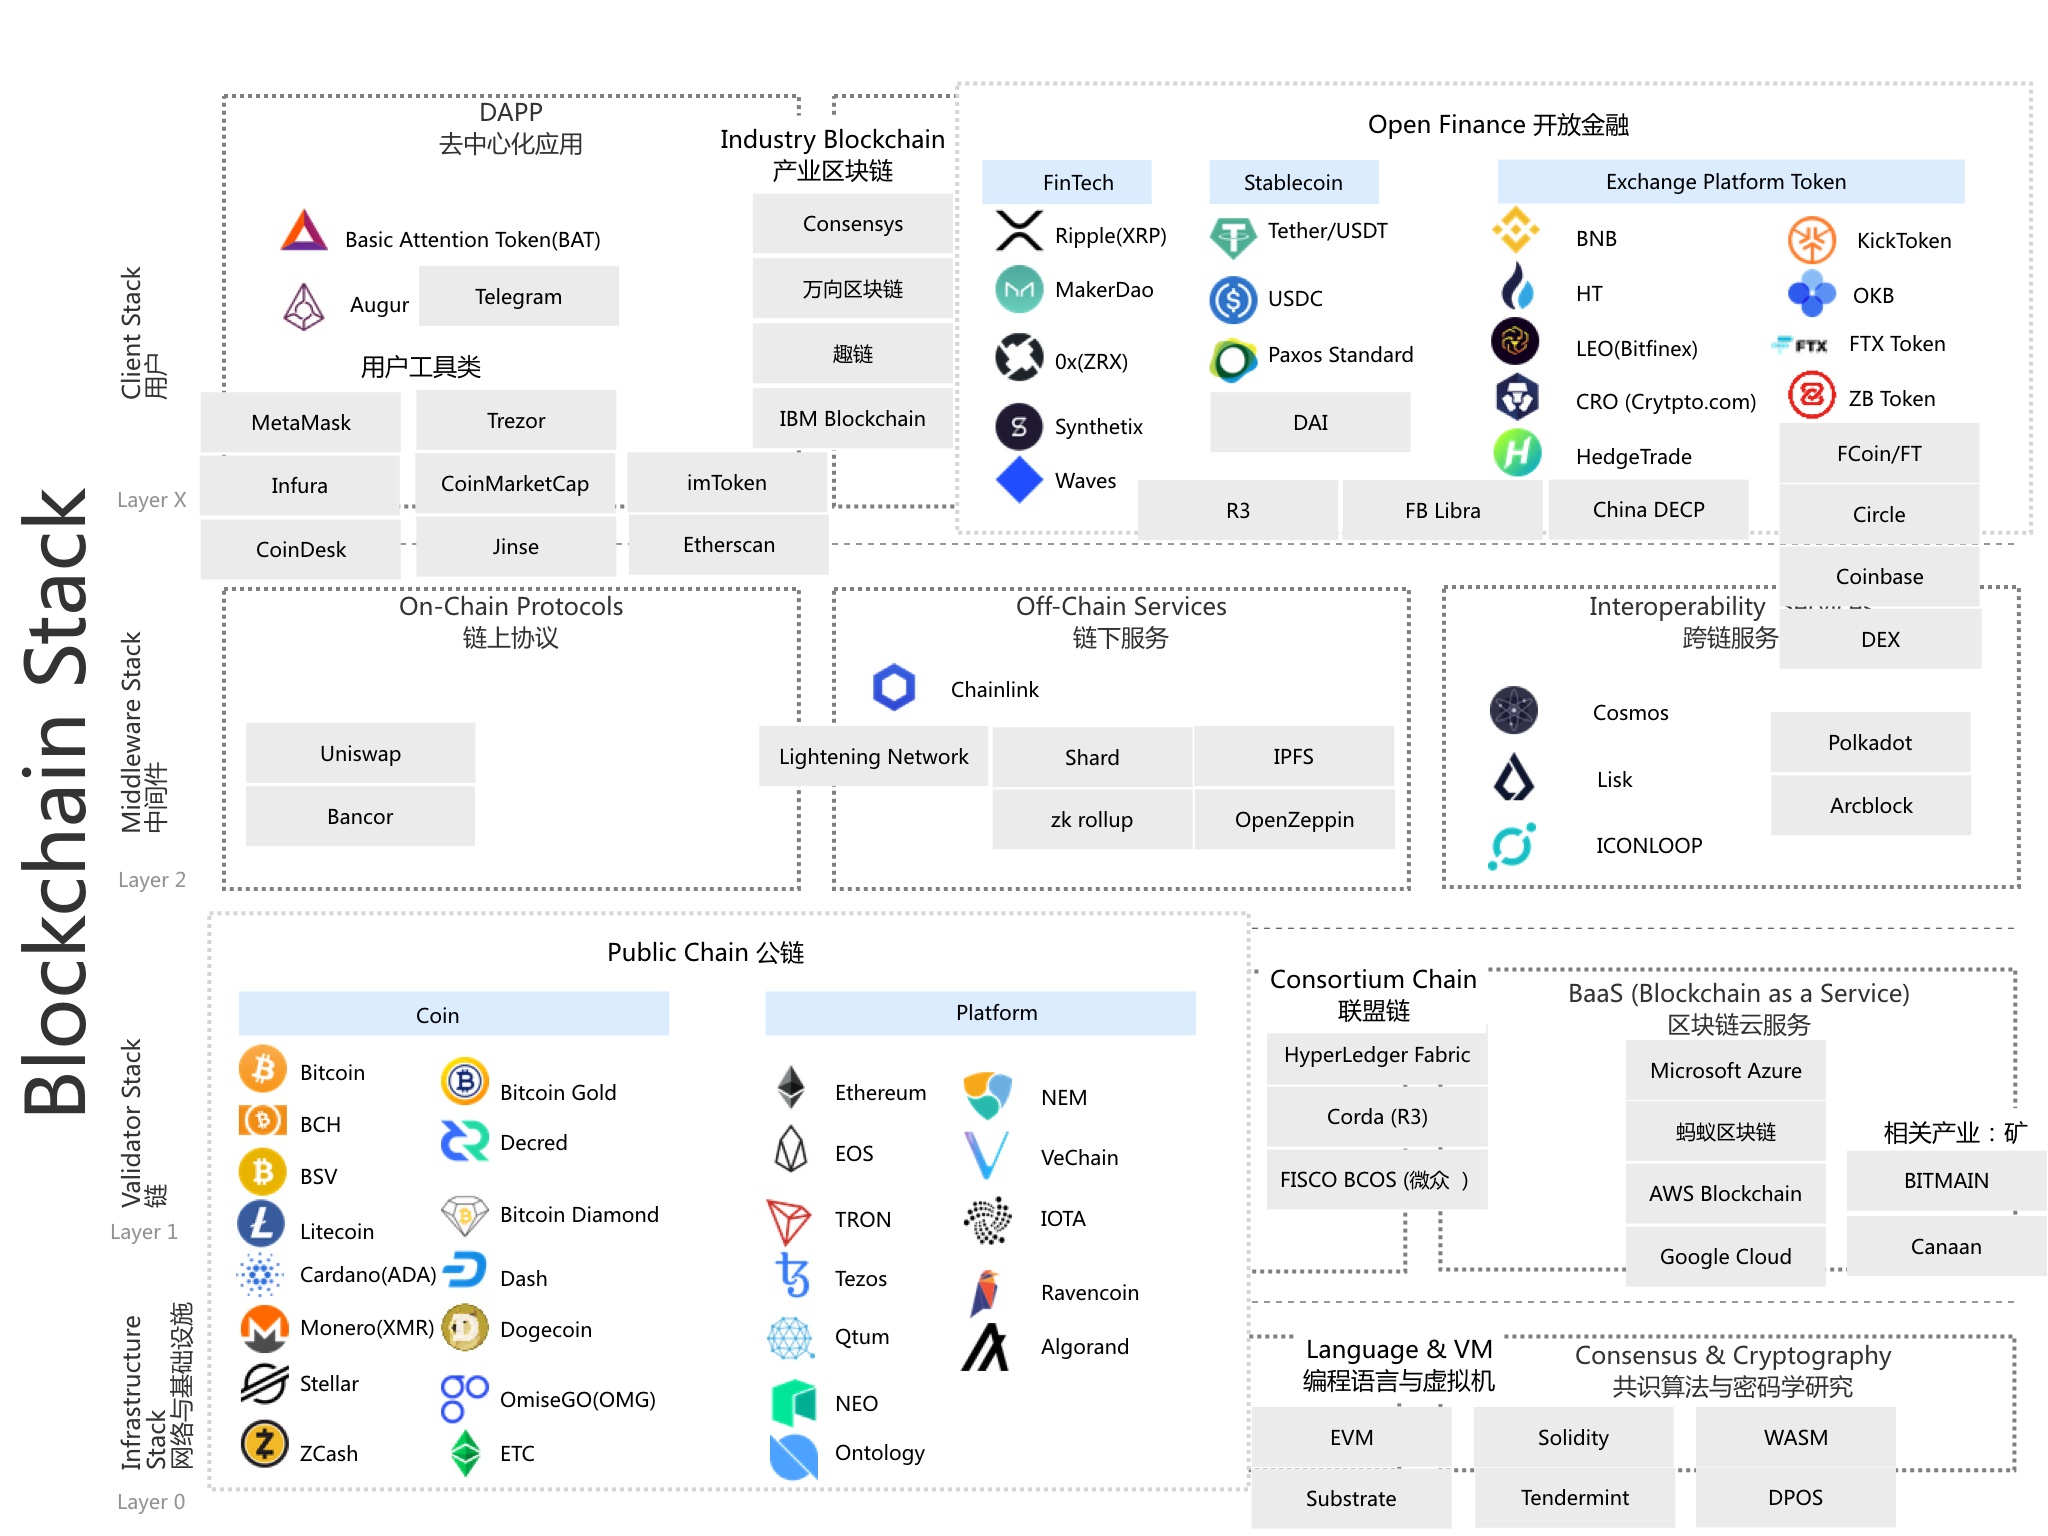 Blockchain Stack
Client Stack
用户
Layer X
DAPP
去中心化应用
Basic Attention Token(BAT)
Augur
Telegram
用户工具类
MetaMask
Trezor
Infura
CoinMarketCap
imToken
CoinDesk
Jinse
Etherscan
Industry Blockchain
产业区块链
Consensys
万向区块链
趣链
IBM Blockchain
Open Finance 开放金融
FinTech
Ripple(XRP)
MakerDao
0x(ZRX)
Synthetix
Waves
Stablecoin
Tether/USDT
USDC
Paxos Standard
DAI
Exchange Platform Token
BNB
HT
LEO(Bitfinex)
CRO (Crytpto.com)
HedgeTrade
KickToken
OKB
FTX
FTX Token
ZB Token
FCoin/FT
Circle
Coinbase
DEX
R3
FB Libra
China DECP
Middleware Stack
中间件
Layer 2
On-Chain Protocols
链上协议
Uniswap
Bancor
Off-Chain Services
链下服务
Chainlink
Lightening Network
Shard
IPFS
zk rollup
OpenZeppin
Interoperability
跨链服务
Cosmos
Lisk
ICONLOOP
Polkadot
Arcblock
Validator Stack
链
Layer 1
Public Chain 公链
Coin
Bitcoin
BCH
BSV
Litecoin
Cardano(ADA)
Monero(XMR)
Stellar
ZCash
Bitcoin Gold
Decred
Bitcoin Diamond
Dash
Dogecoin
OmiseGO(OMG)
ETC
Platform
Ethereum
EOS
TRON
Tezos
Qtum
NEO
Ontology
NEM
VeChain
IOTA
Ravencoin
Algorand
Consortium Chain
联盟链
HyperLedger Fabric
Corda (R3)
FISCO BCOS (微众 )
BaaS (Blockchain as a Service)
区块链云服务
Microsoft Azure
蚂蚁区块链
AWS Blockchain
Google Cloud
相关产业：矿
BITMAIN
Canaan
Infrastructure
Stack
网络与基础设施
Layer 0
Language & VM
编程语言与虚拟机
Consensus & Cryptography
共识算法与密码学研究
EVM
Solidity
WASM
Substrate
Tendermint
DPOS